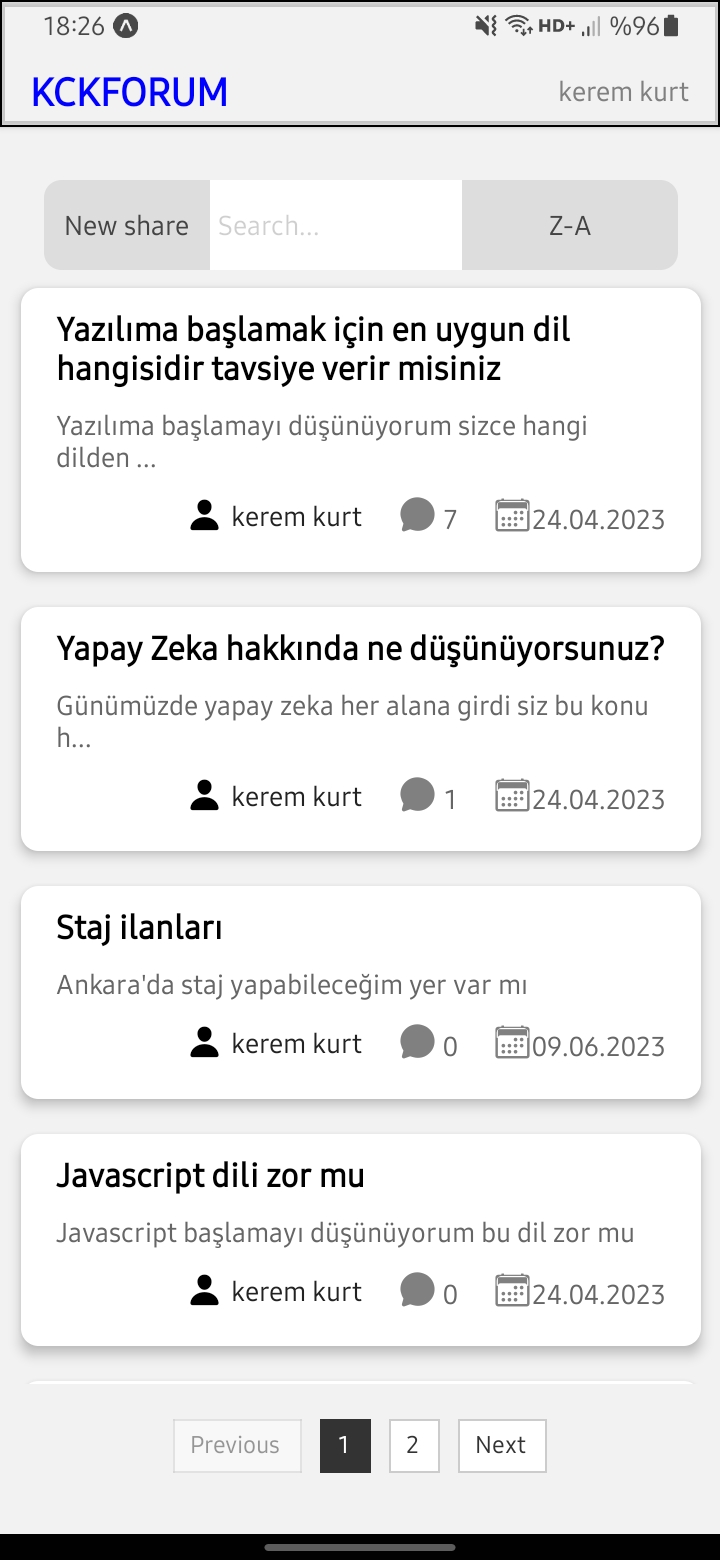 18:26 HD+ %96
KCKFORUM kerem kurt
New share Search... Z-A
Yazılıma başlamak için en uygun dil
hangisidir tavsiye verir misiniz
Yazılıma başlamayı düşünüyorum sizce hangi
dilden ...
kerem kurt 7 24.04.2023
Yapay Zeka hakkında ne düşünüyorsunuz?
Günümüzde yapay zeka her alana girdi siz bu konu
h...
kerem kurt 1 24.04.2023
Staj ilanları
Ankara'da staj yapabileceğim yer var mı
kerem kurt 0 09.06.2023
Javascript dili zor mu
Javascript başlamayı düşünüyorum bu dil zor mu
kerem kurt 0 24.04.2023
Previous 1 2 Next